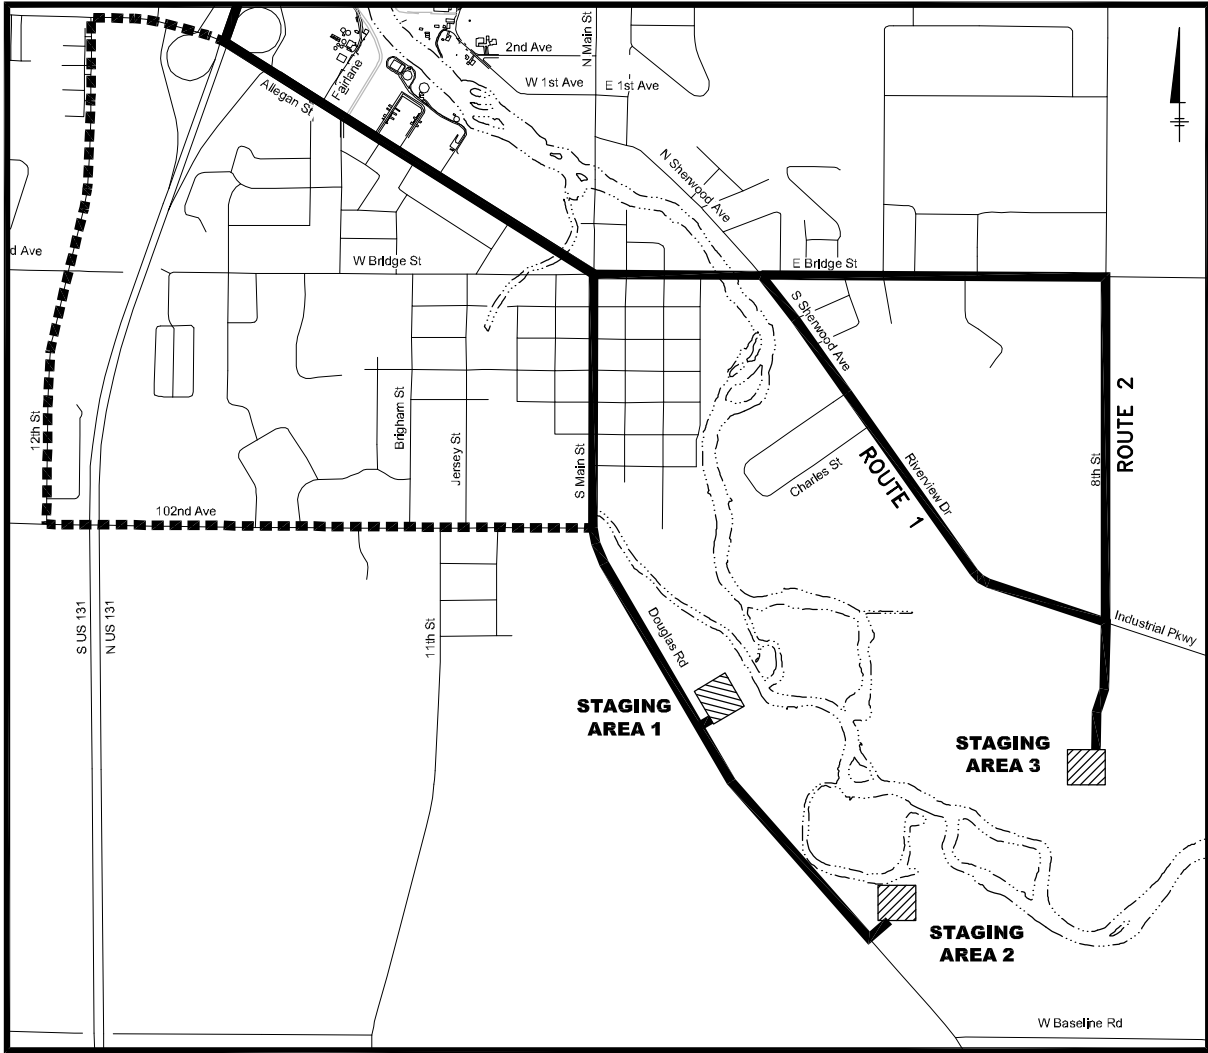 N Main St
2nd Ave
W 1st Ave
E 1st Ave
Fairlane
Allegan St
N Sherwood Ave
d Ave
W Bridge St
E Bridge St
S Sherwood Ave
12th St
Brigham St
Jersey St
S Main St
Charles St
Riverview Dr
ROUTE 1
8th St
ROUTE 2
102nd Ave
S US 131
N US 131
11th St
Douglas Rd
Industrial Pkwy
STAGING
AREA 1
STAGING
AREA 3
STAGING
AREA 2
W Baseline Rd